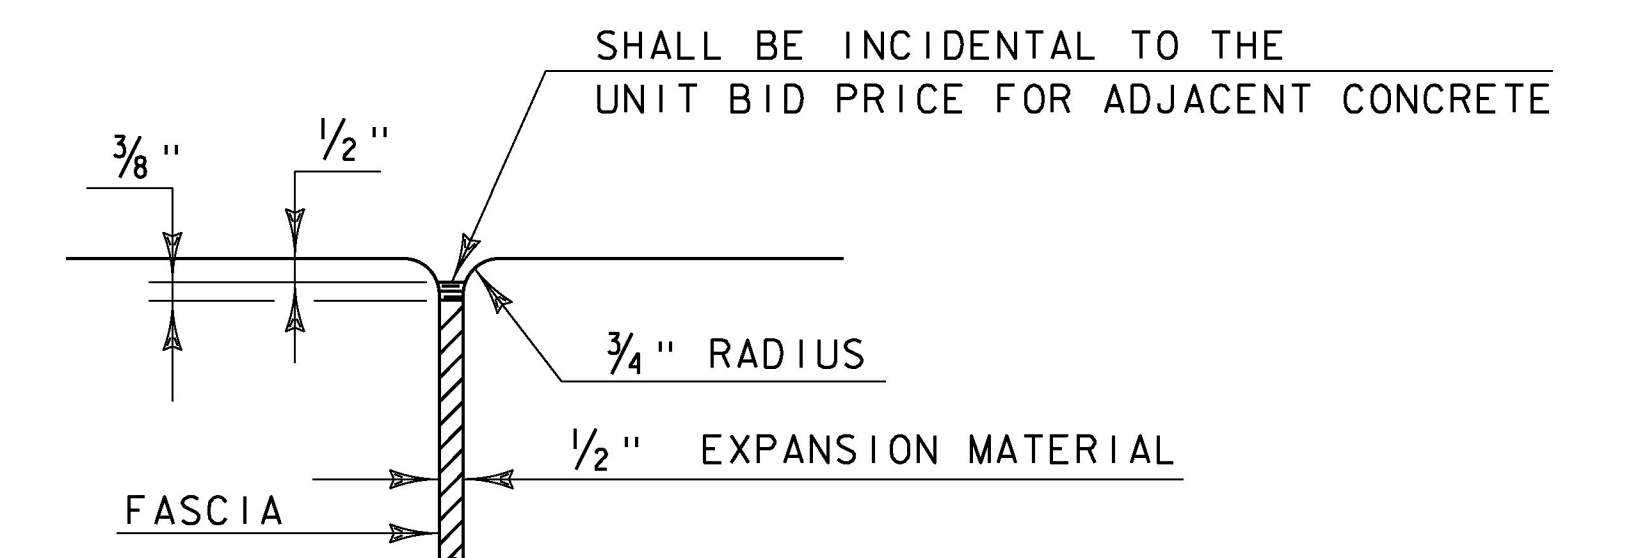 SHALL BE INCIDENTAL TO THE
UNIT BID PRICE FOR ADJACENT CONCRETE
3/8"
1/2"
3/4" RADIUS
1/2" EXPANSION MATERIAL
FASCIA